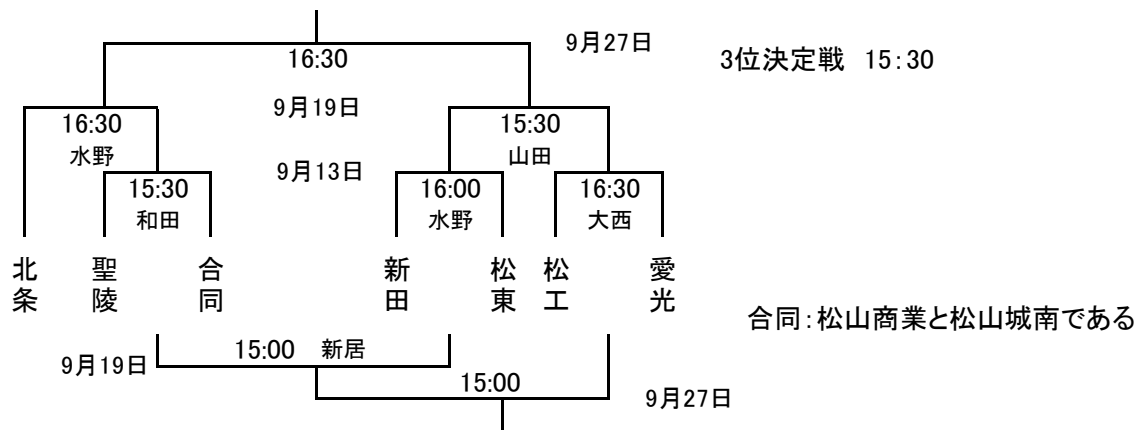 9月27日
16:30
3位決定戦 15:30
9月19日
16:30
水野
15:30
山田
9月13日
15:30
和田
16:00
水野
16:30
大西
北条
聖陵
合同
新田
松東
松工
愛光
合同:松山商業と松山城南である
9月19日
15:00 新居
15:00
9月27日